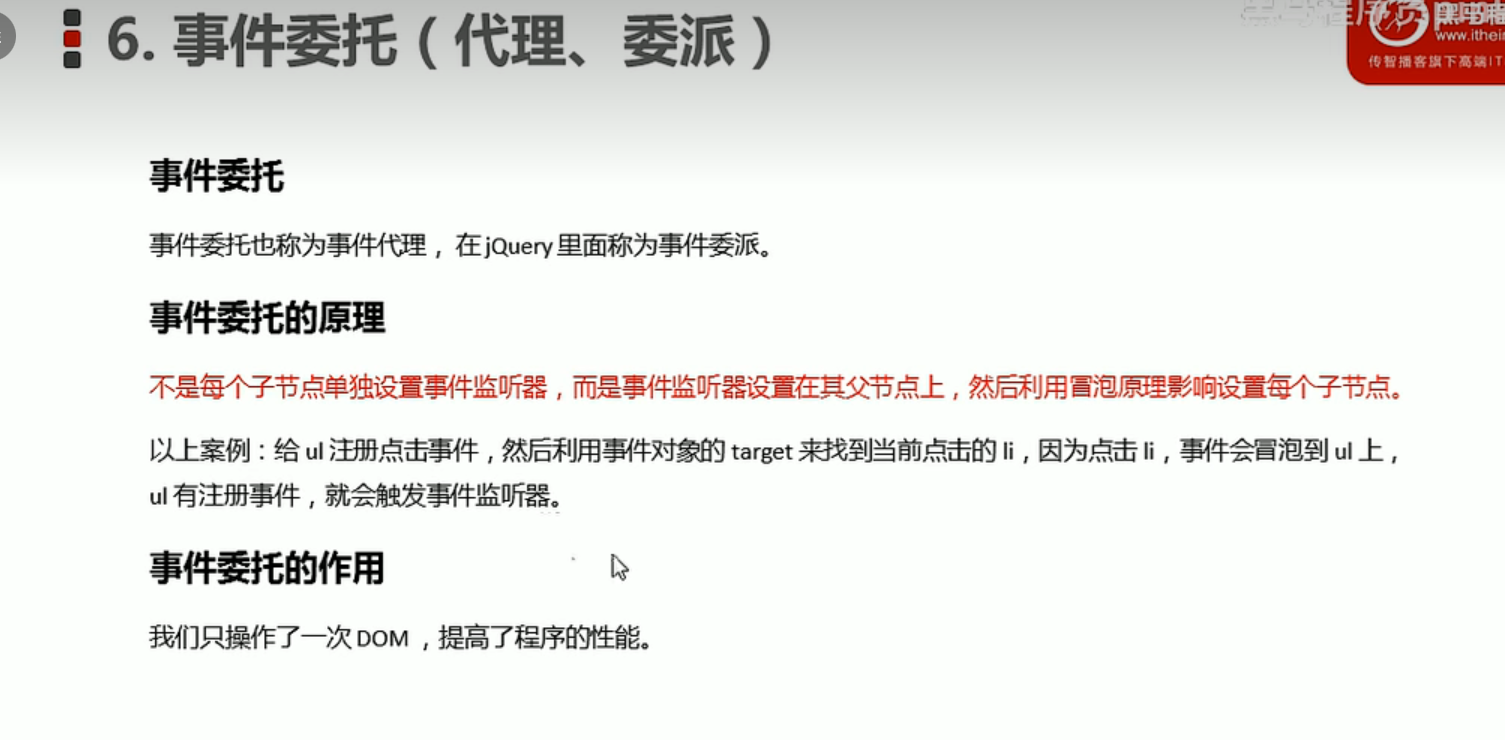 6. 事件委托（代理、委派）
www.ithei
传智播客旗下高端IT
事件委托
事件委托也称为事件代理，在 jQuery 里面称为事件委派。
事件委托的原理
不是每个子节点单独设置事件监听器，而是事件监听器设置在其父节点上，然后利用冒泡原理影响设置每个子节点。
以上案例：给 ul 注册点击事件，然后利用事件对象的 target 来找到当前点击的 li，因为点击 li，事件会冒泡到 ul 上，
ul 有注册事件，就会触发事件监听器。
事件委托的作用
我们只操作了一次 DOM ，提高了程序的性能。